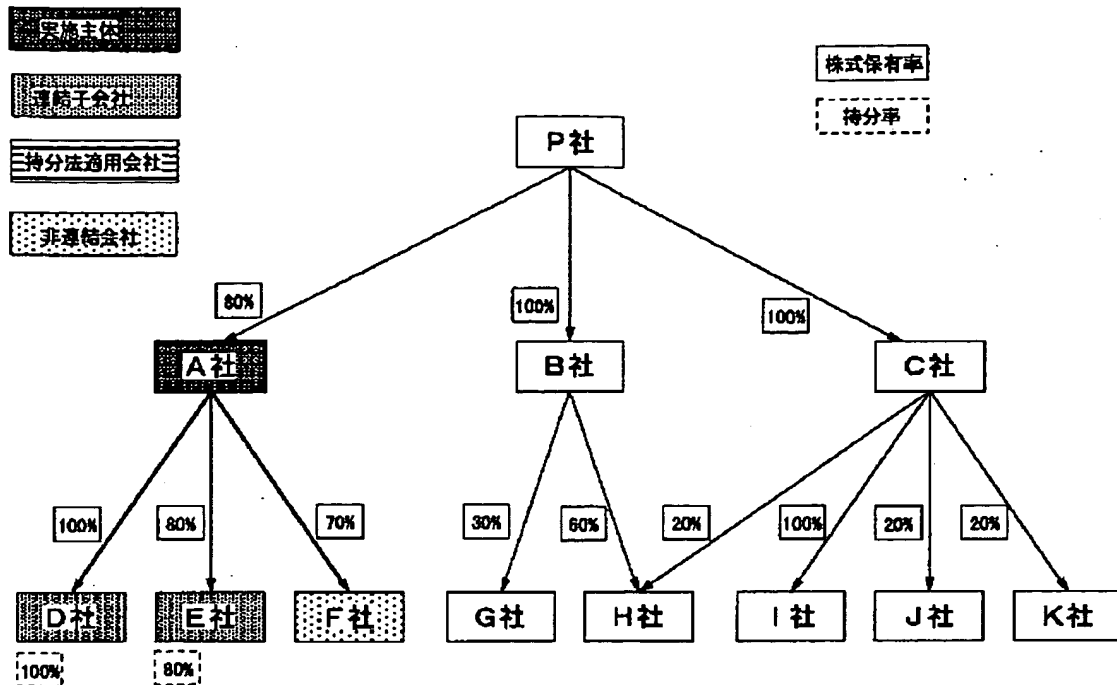 実施主体
連結子会社
持分法適用会社
非連結会社
株式保有率
持分率
P社
80%
100%
100%
A社
B社
C社
100%
80%
70%
30%
60%
20%
100%
20%
20%
D社
E社
F社
G社
H社
I社
J社
K社
100%
80%